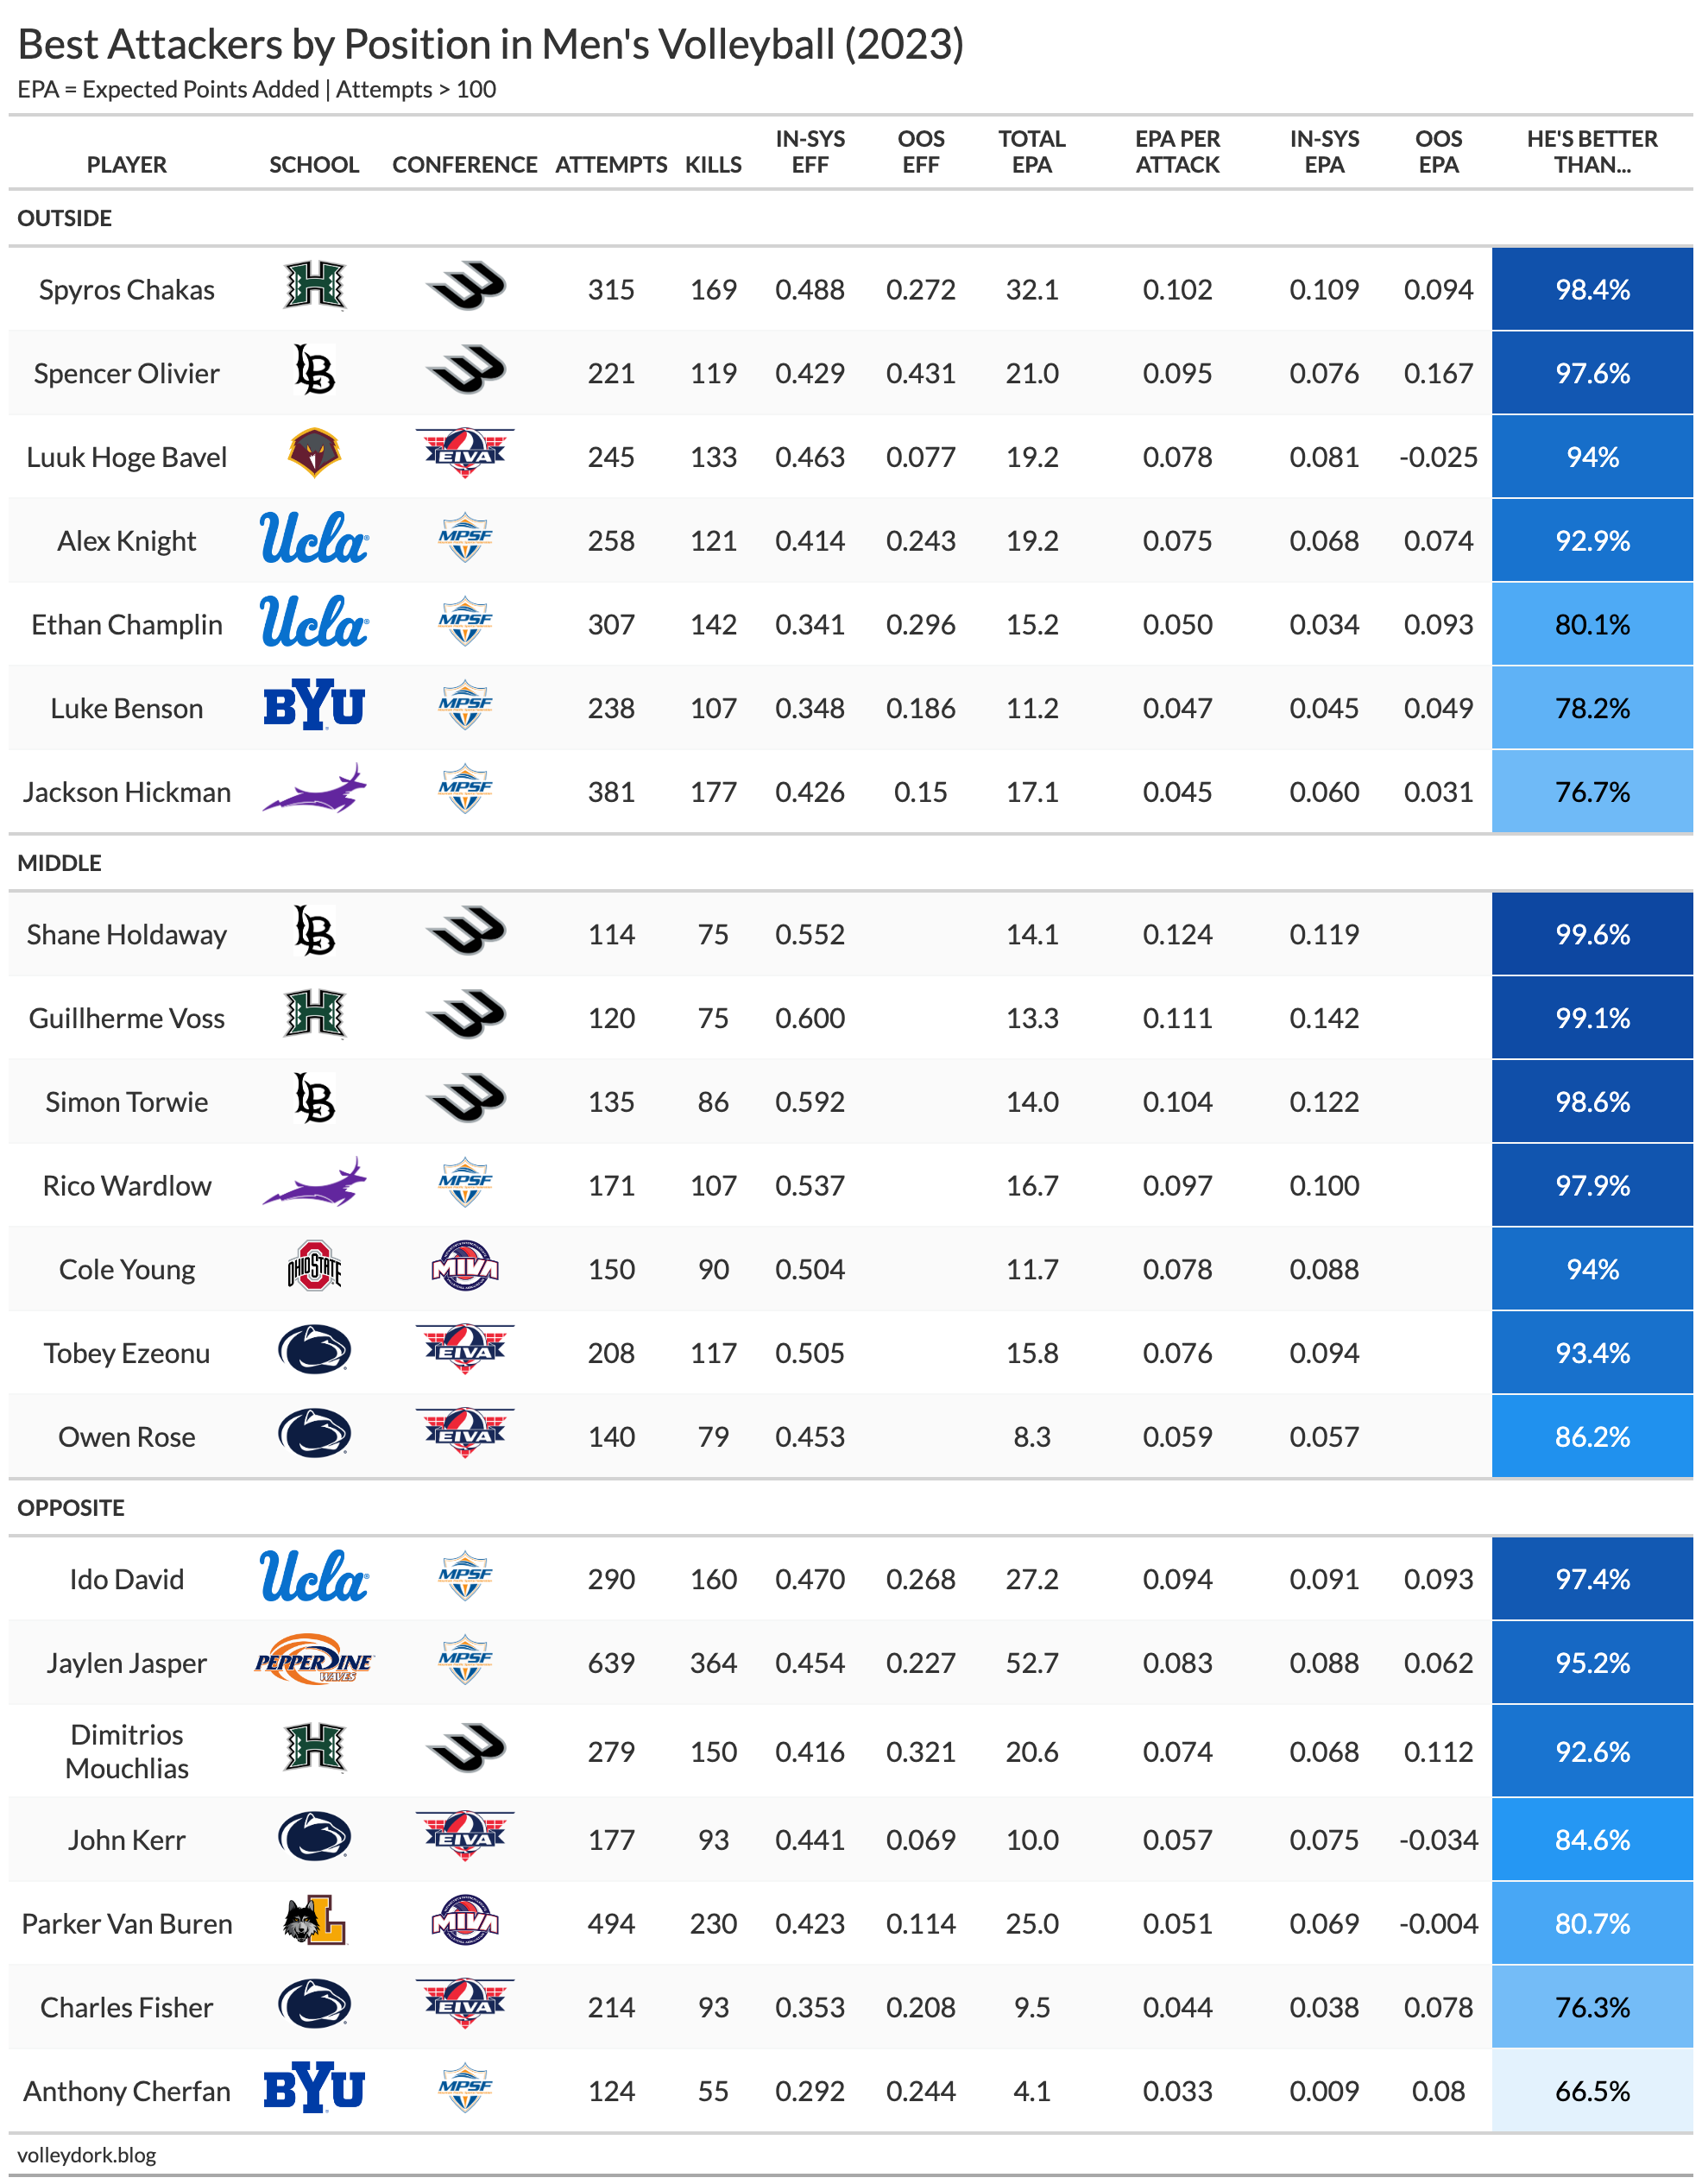 Best Attackers by Position in Men's Volleyball (2023)
EPA = Expected Points Added | Attempts > 100
PLAYER SCHOOL CONFERENCE ATTEMPTS KILLS IN-SYS EFF OOS EFF TOTAL EPA EPA PER ATTACK IN-SYS EPA OOS EPA HE'S BETTER THAN...
OUTSIDE
Spyros Chakas H 315 169 0.488 0.272 32.1 0.102 0.109 0.094 98.4%
Spencer Olivier LB 221 119 0.429 0.431 21.0 0.095 0.076 0.167 97.6%
Luuk Hoge Bavel EIVA 245 133 0.463 0.077 19.2 0.078 0.081 -0.025 94%
Alex Knight Ucla MPSF 258 121 0.414 0.243 19.2 0.075 0.068 0.074 92.9%
Ethan Champlin Ucla MPSF 307 142 0.341 0.296 15.2 0.050 0.034 0.093 80.1%
Luke Benson BYU MPSF 238 107 0.348 0.186 11.2 0.047 0.045 0.049 78.2%
Jackson Hickman MPSF 381 177 0.426 0.15 17.1 0.045 0.060 0.031 76.7%
MIDDLE
Shane Holdaway LB 114 75 0.552 14.1 0.124 0.119 99.6%
Guillherme Voss H 120 75 0.600 13.3 0.111 0.142 99.1%
Simon Torwie LB 135 86 0.592 14.0 0.104 0.122 98.6%
Rico Wardlow MPSF 171 107 0.537 16.7 0.097 0.100 97.9%
Cole Young OHIO STATE MIVA 150 90 0.504 11.7 0.078 0.088 94%
Tobey Ezeonu EIVA 208 117 0.505 15.8 0.076 0.094 93.4%
Owen Rose EIVA 140 79 0.453 8.3 0.059 0.057 86.2%
OPPOSITE
Ido David Ucla MPSF 290 160 0.470 0.268 27.2 0.094 0.091 0.093 97.4%
Jaylen Jasper PEPPERDINE WAVES MPSF 639 364 0.454 0.227 52.7 0.083 0.088 0.062 95.2%
Dimitrios Mouchlias H 279 150 0.416 0.321 20.6 0.074 0.068 0.112 92.6%
John Kerr EIVA 177 93 0.441 0.069 10.0 0.057 0.075 -0.034 84.6%
Parker Van Buren L MIVA 494 230 0.423 0.114 25.0 0.051 0.069 -0.004 80.7%
Charles Fisher EIVA 214 93 0.353 0.208 9.5 0.044 0.038 0.078 76.3%
Anthony Cherfan BYU MPSF 124 55 0.292 0.244 4.1 0.033 0.009 0.08 66.5%
volleydork.blog